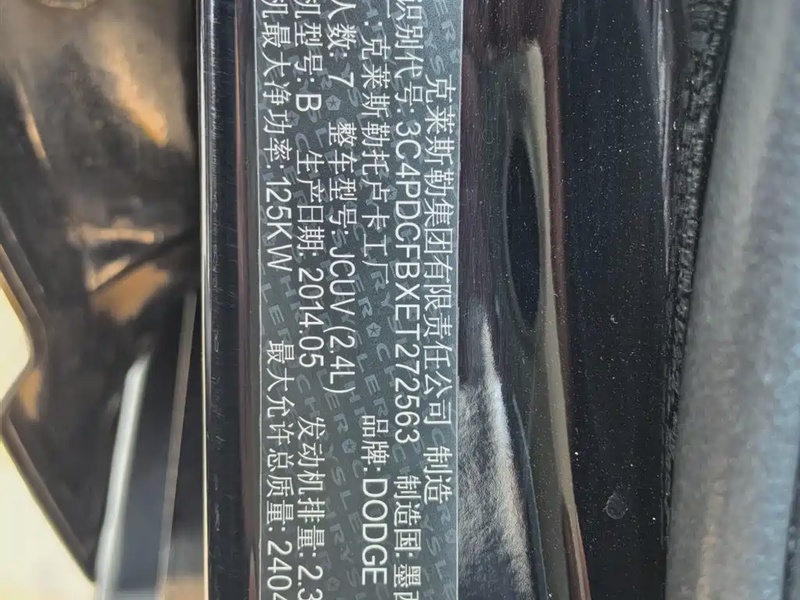 克莱斯勒集团有限责任公司 制造
识别代号: 3C4PDCFBXET272563 制造国: 墨西
克莱斯勒托卢卡工厂 品牌: DODGE
人数: 7 整车型号: JCUV (2.4L)
机型号: B 生产日期: 2014.05 发动机排量: 2.3
机最大净功率: 125KW 最大允许总质量: 2404